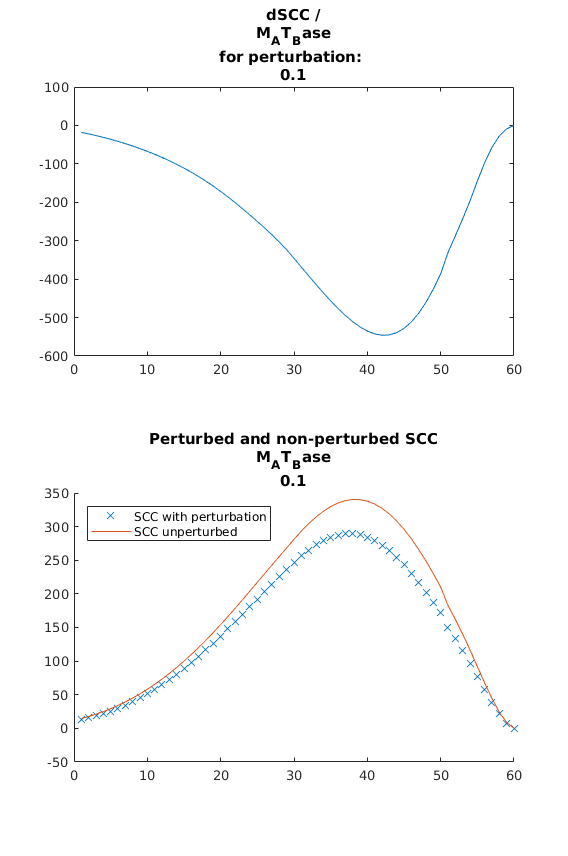 dSCC /
M_AT_Base
for perturbation:
0.1
100
0
-100
-200
-300
-400
-500
-600
0 10 20 30 40 50 60
Perturbed and non-perturbed SCC
M_AT_Base
0.1
350
300
250
200
150
100
50
0
-50
SCC with perturbation
SCC unperturbed
0 10 20 30 40 50 60